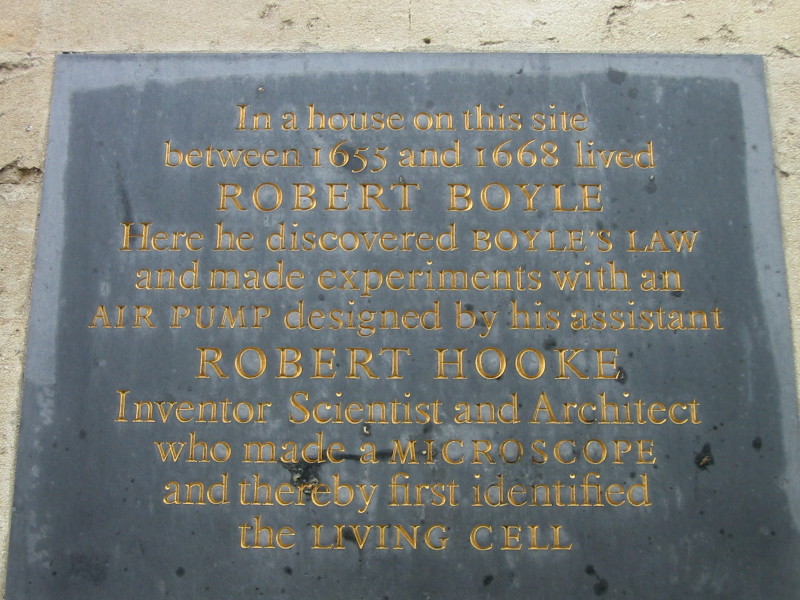 In a house on this site
between 1655 and 1668 lived
ROBERT BOYLE
Here he discovered BOYLE'S LAW
and made experiments with an
AIR PUMP designed by his assistant
ROBERT HOOKE
Inventor Scientist and Architect
who made a MICROSCOPE
and thereby first identified
the LIVING CELL